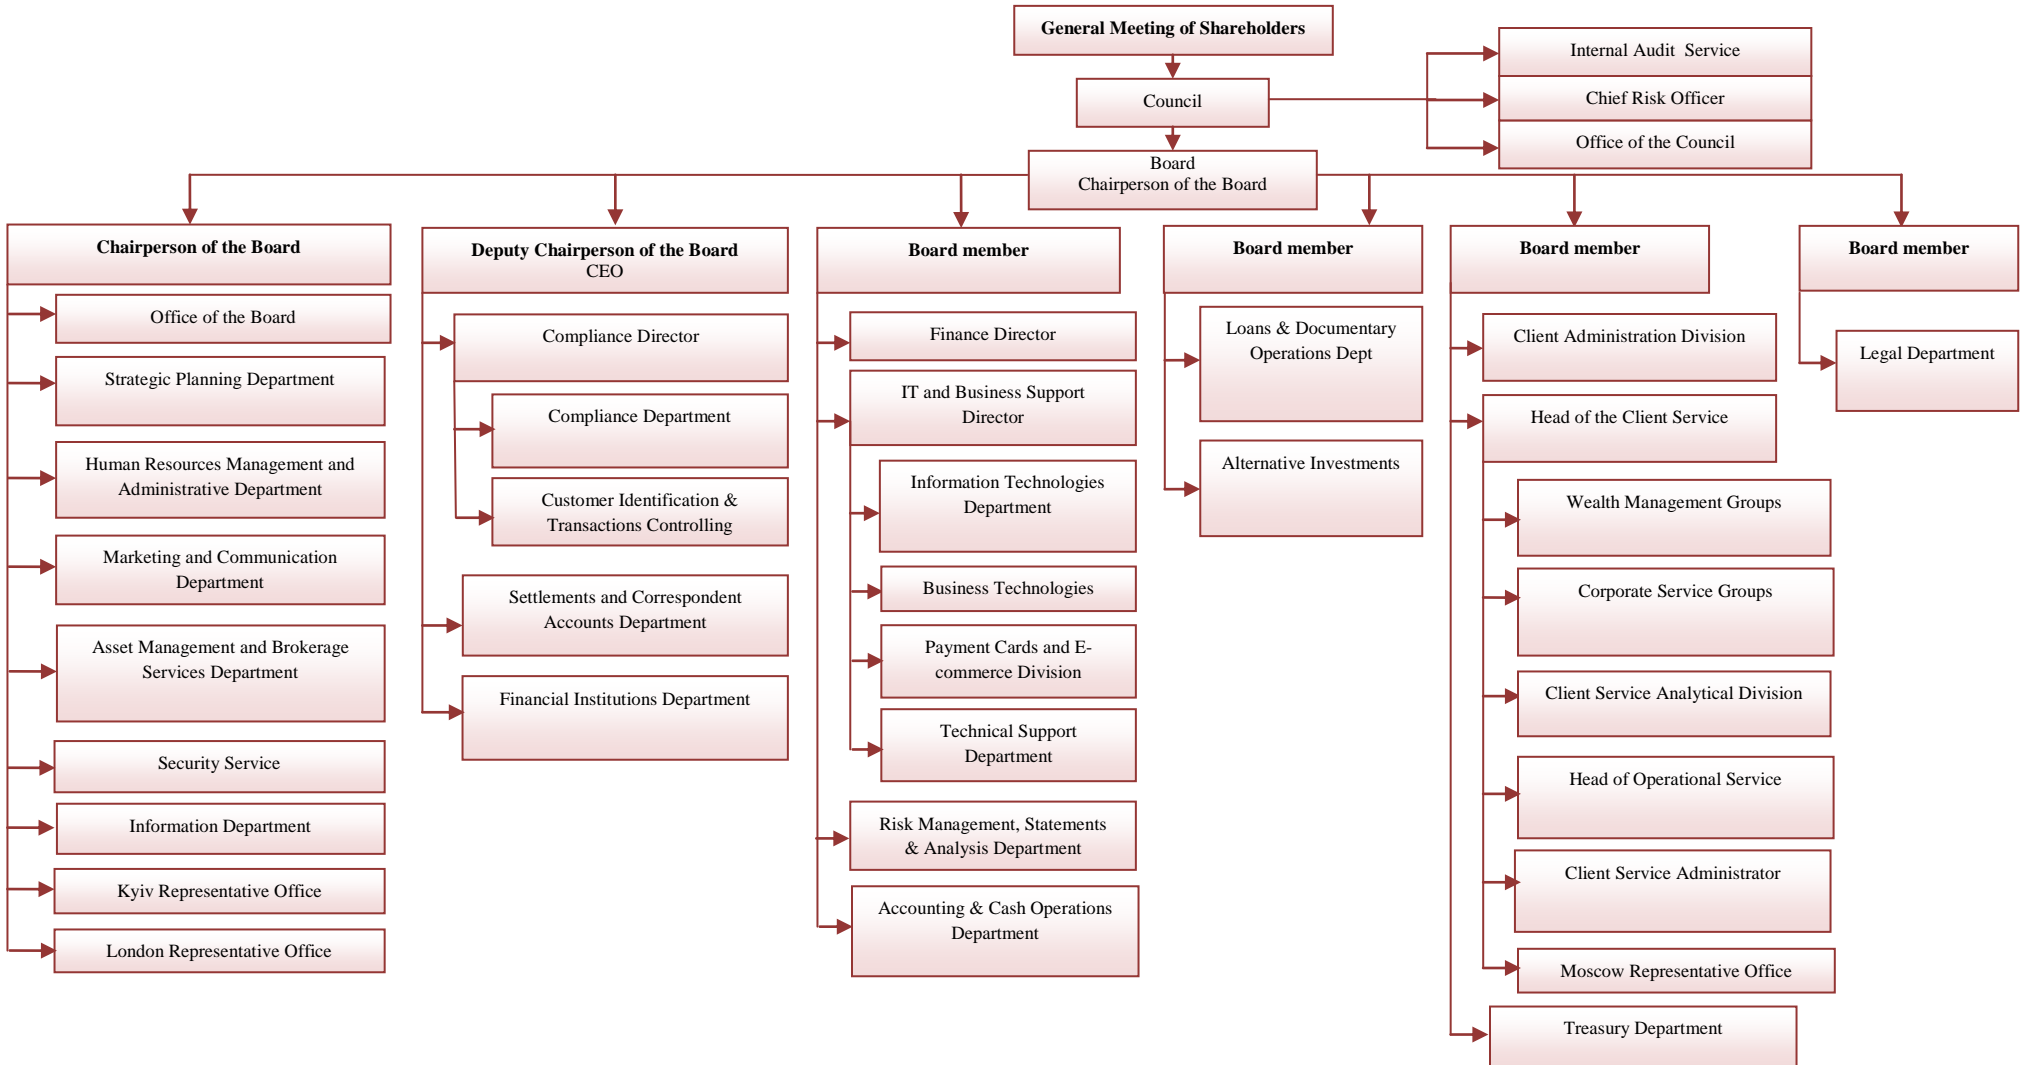 General Meeting of Shareholders
Council
Internal Audit Service
Chief Risk Officer
Office of the Council
Board
Chairperson of the Board
Chairperson of the Board
Office of the Board
Strategic Planning Department
Human Resources Management and
Administrative Department
Marketing and Communication
Department
Asset Management and Brokerage
Services Department
Security Service
Information Department
Kyiv Representative Office
London Representative Office
Deputy Chairperson of the Board
CEO
Compliance Director
Compliance Department
Customer Identification &
Transactions Controlling
Settlements and Correspondent
Accounts Department
Financial Institutions Department
Board member
Finance Director
IT and Business Support
Director
Information Technologies
Department
Business Technologies
Payment Cards and E-
commerce Division
Technical Support
Department
Risk Management, Statements
& Analysis Department
Accounting & Cash Operations
Department
Board member
Loans & Documentary
Operations Dept
Alternative Investments
Board member
Client Administration Division
Head of the Client Service
Wealth Management Groups
Corporate Service Groups
Client Service Analytical Division
Head of Operational Service
Client Service Administrator
Moscow Representative Office
Treasury Department
Board member
Legal Department